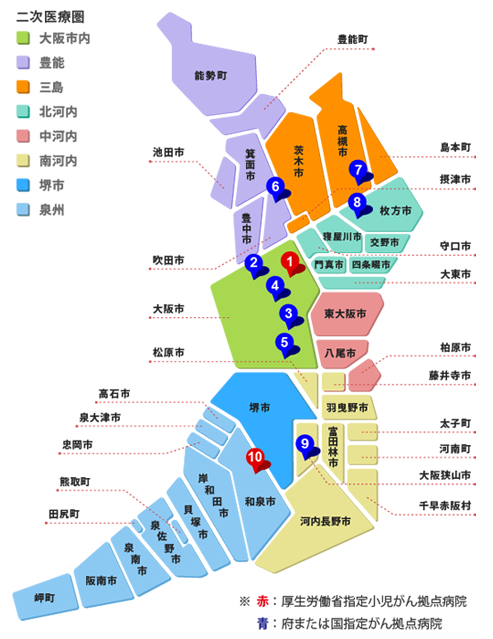 二次医療圏
大阪市内
豊能
三島
北河内
中河内
南河内
堺市
泉州
豊能町
能勢町
高槻市
茨木市
島本町
池田市
箕面市
摂津市
6
7
8
枚方市
豊中市
寝屋川市
交野市
守口市
吹田市
2
1
門真市
四条畷市
大東市
4
大阪市
3
東大阪市
5
松原市
八尾市
柏原市
藤井寺市
高石市
堺市
羽曳野市
泉大津市
太子町
忠岡市
富田林市
9
河南町
10
大阪狭山市
熊取町
岸和田市
和泉市
千早赤阪村
田尻町
貝塚市
泉佐野市
河内長野市
泉南市
阪南市
岬町
※ 赤：厚生労働省指定小児がん拠点病院
青：府または国指定がん拠点病院